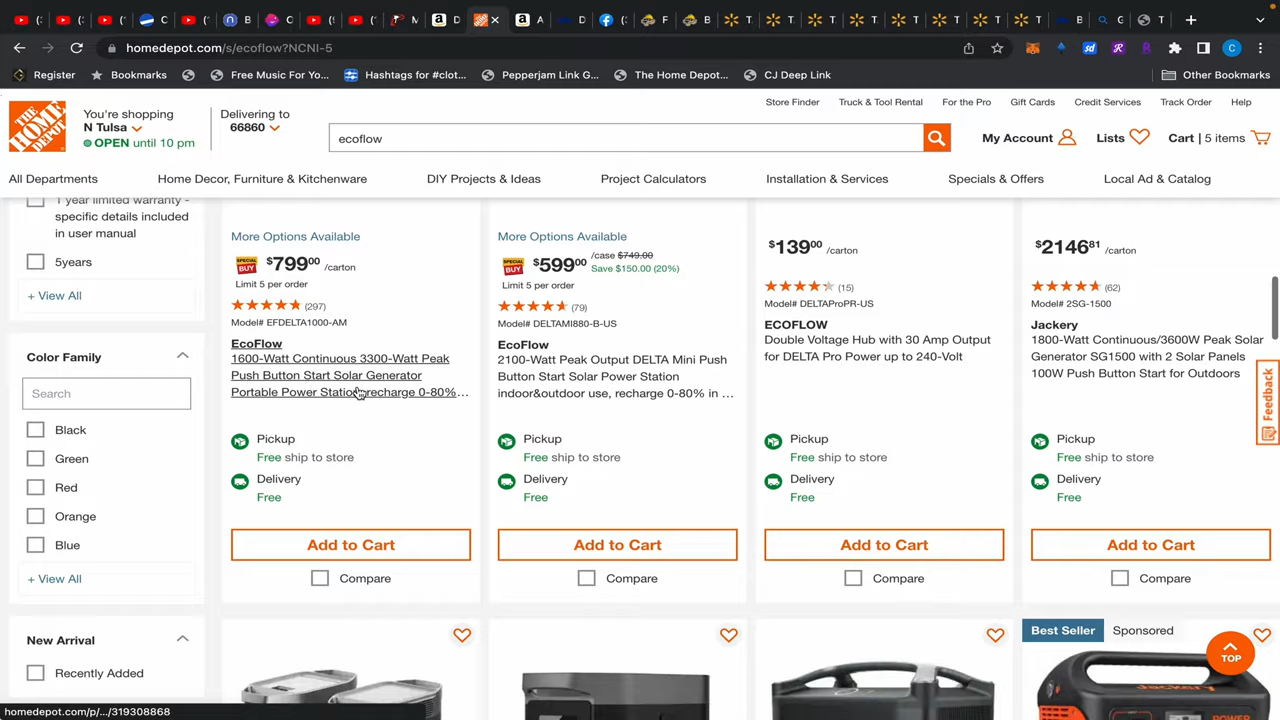 homedepot.com/s/ecoflow?NCNI-5
Register
Bookmarks
Free Music For Yo...
Hashtags for #clot...
Pepperjam Link G...
The Home Depot...
CJ Deep Link
Other Bookmarks
Store Finder
Truck & Tool Rental
For the Pro
Gift Cards
Credit Services
Track Order
Help
THE HOME DEPOT
You're shopping
N Tulsa
OPEN until 10 pm
Delivering to
66860
ecoflow
My Account
Lists
Cart | 5 items
All Departments
Home Decor, Furniture & Kitchenware
DIY Projects & Ideas
Project Calculators
Installation & Services
Specials & Offers
Local Ad & Catalog
1 year limited warranty -
specific details included
in user manual
5years
+ View All
Color Family
Search
Black
Green
Red
Orange
Blue
+ View All
New Arrival
Recently Added
More Options Available
SPECIAL BUY
$79900 /carton
Limit 5 per order
(297)
Model# EFDELTA1000-AM
EcoFlow
1600-Watt Continuous 3300-Watt Peak
Push Button Start Solar Generator
Portable Power Station, recharge 0-80%...
Pickup
Free ship to store
Delivery
Free
Add to Cart
Compare
More Options Available
SPECIAL BUY
$59900 /case $749.00
Save $150.00 (20%)
Limit 5 per order
(79)
Model# DELTAMI880-B-US
EcoFlow
2100-Watt Peak Output DELTA Mini Push
Button Start Solar Power Station
indoor&outdoor use, recharge 0-80% in ...
Pickup
Free ship to store
Delivery
Free
Add to Cart
Compare
$13900 /carton
(15)
Model# DELTAProPR-US
ECOFLOW
Double Voltage Hub with 30 Amp Output
for DELTA Pro Power up to 240-Volt
Pickup
Free ship to store
Delivery
Free
Add to Cart
Compare
$214681 /carton
(62)
Model# 2SG-1500
Jackery
1800-Watt Continuous/3600W Peak Solar
Generator SG1500 with 2 Solar Panels
100W Push Button Start for Outdoors
Pickup
Free ship to store
Delivery
Free
Add to Cart
Compare
Feedback
Best Seller
Sponsored
TOP
Jackery
homedepot.com/p/.../319308868